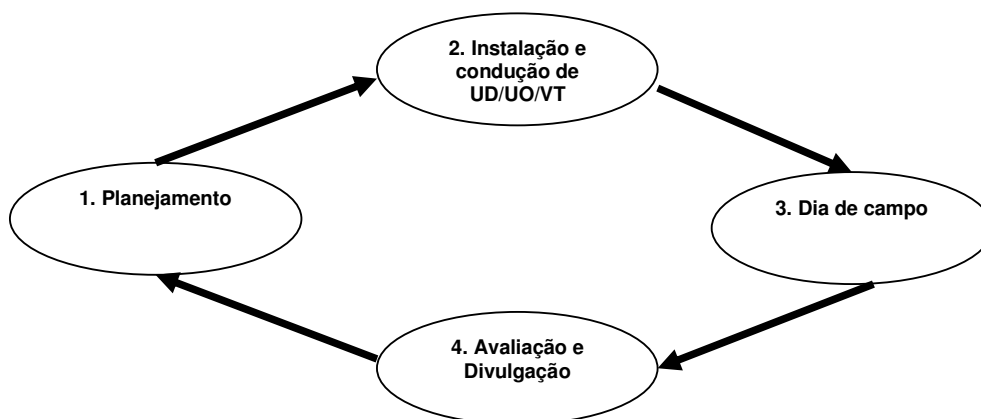 1. Planejamento
2. Instalação e
condução de
UD/UO/VT
3. Dia de campo
4. Avaliação e
Divulgação